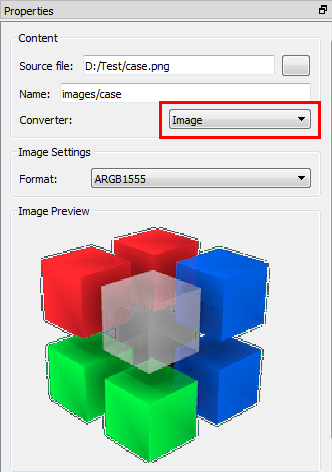 Properties
Content
Source file: D:/Test/case.png
Name: images/case
Converter: Image
Image Settings
Format: ARGB1555
Image Preview